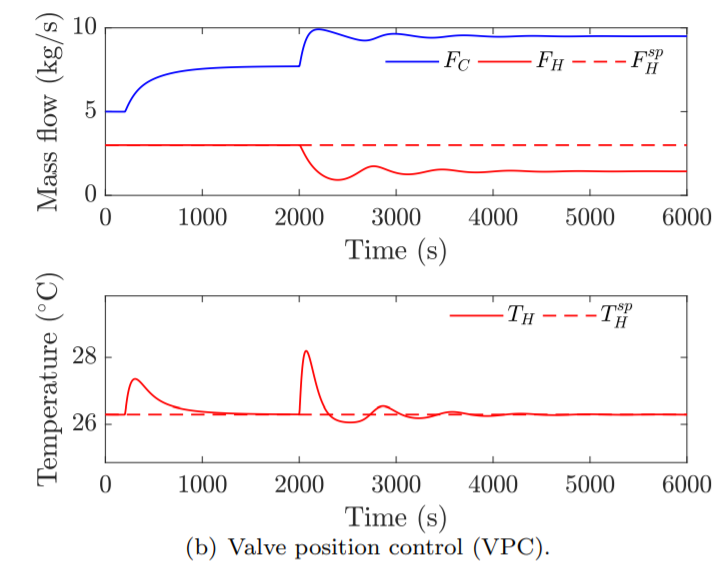 Mass flow (kg/s)
10
5
0
F_C F_H F_H^{sp}
0 1000 2000 3000 4000 5000 6000
Time (s)
Temperature (°C)
28
26
T_H T_H^{sp}
0 1000 2000 3000 4000 5000 6000
Time (s)
(b) Valve position control (VPC).